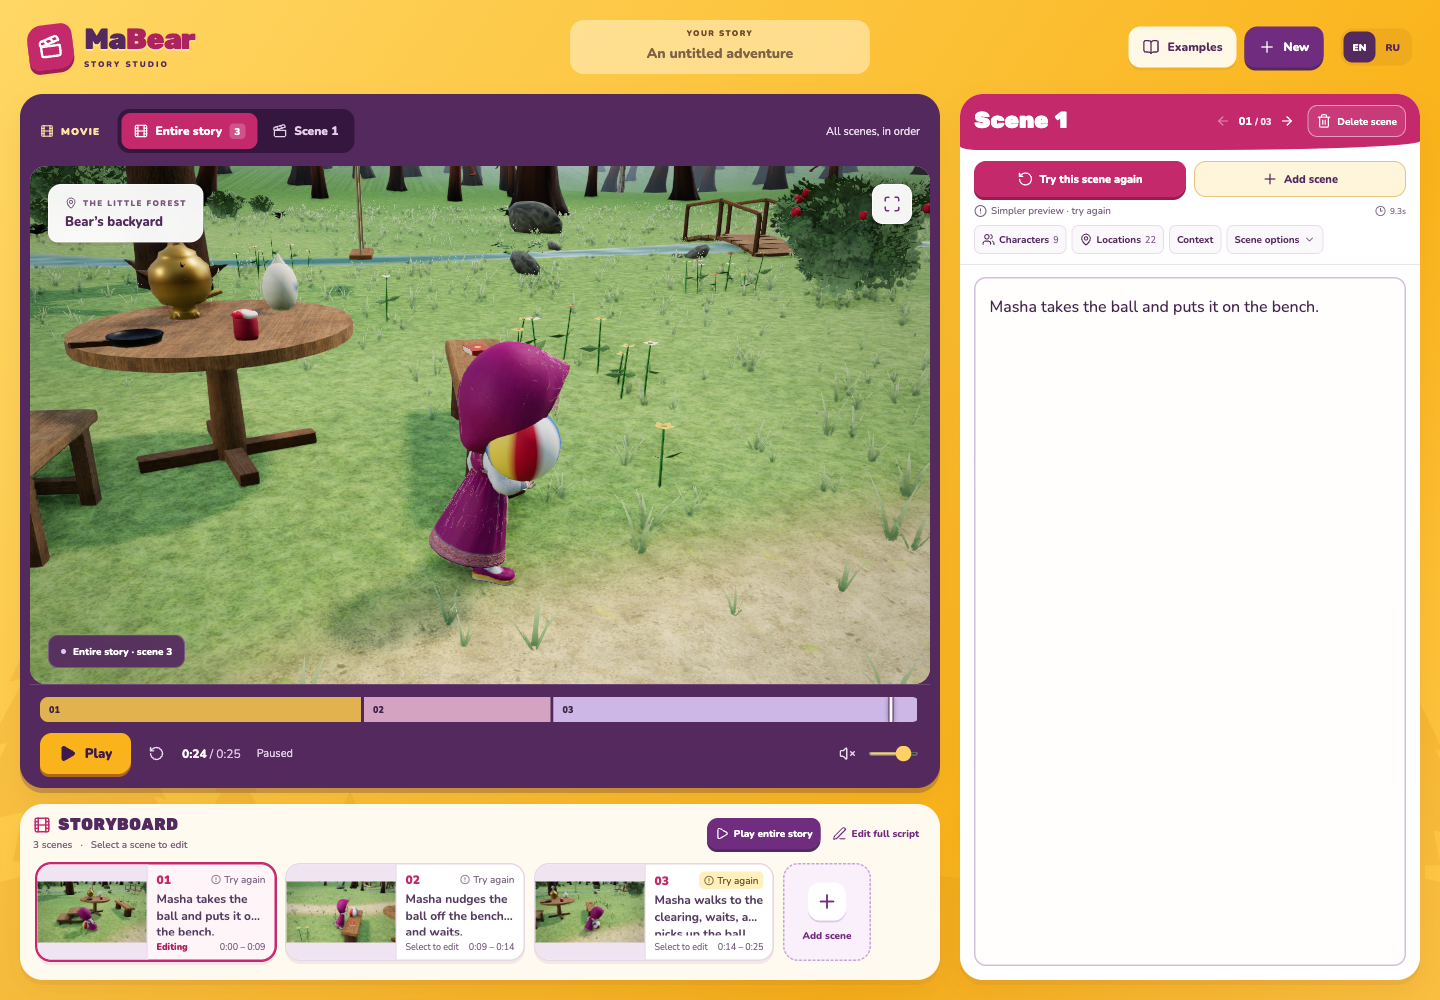 MaBear
STORY STUDIO
YOUR STORY
An untitled adventure
Examples
New
EN
RU
MOVIE
Entire story 3
Scene 1
All scenes, in order
THE LITTLE FOREST
Bear's backyard
Entire story · scene 3
01
02
03
Play
0:24 / 0:25
Paused
STORYBOARD
3 scenes · Select a scene to edit
Play entire story
Edit full script
01
Try again
Masha takes the
ball and puts it o...
the bench.
Editing
0:00 – 0:09
02
Try again
Masha nudges the
ball off the bench...
and waits.
Select to edit
0:09 – 0:14
03
Try again
Masha walks to the
clearing, waits, a...
picks up the ball
Select to edit
0:14 – 0:25
Add scene
Scene 1
01 / 03
Delete scene
Try this scene again
Add scene
Simpler preview · try again
9.3s
Characters 9
Locations 22
Context
Scene options
Masha takes the ball and puts it on the bench.